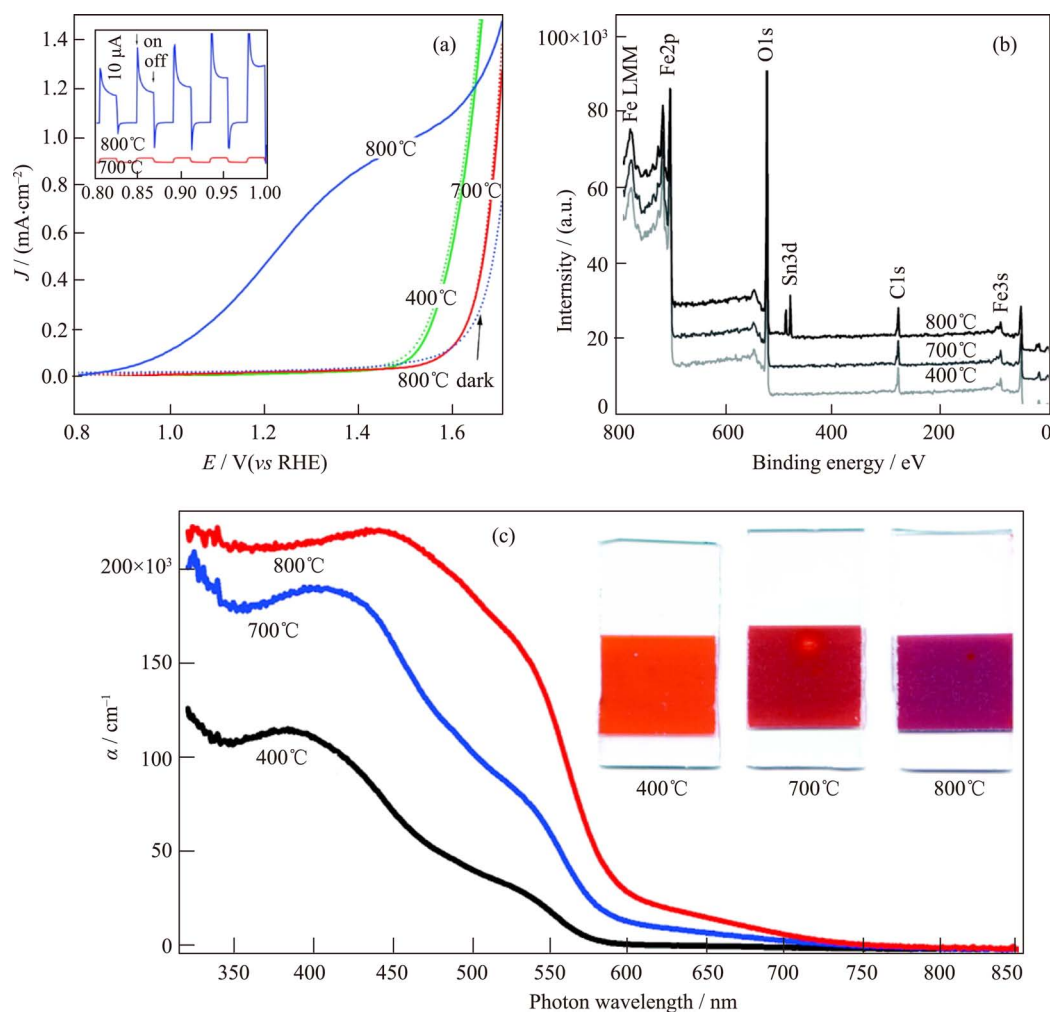 (a)
on
off
10 μA
800℃
700℃
0.80 0.85 0.90 0.95 1.00
1.4
1.2
1.0
0.8
0.6
0.4
0.2
0.0
J / (mA·cm⁻²)
800℃
700℃
400℃
800℃ dark
0.8 1.0 1.2 1.4 1.6
E / V(vs RHE)
(b)
100×10³
80
60
40
20
0
Internsity / (a.u.)
Fe LMM
Fe2p
O1s
Sn3d
C1s
Fe3s
800℃
700℃
400℃
800 600 400 200 0
Binding energy / eV
(c)
200×10³
150
100
50
0
α / cm⁻¹
800℃
700℃
400℃
400℃ 700℃ 800℃
350 400 450 500 550 600 650 700 750 800 850
Photon wavelength / nm